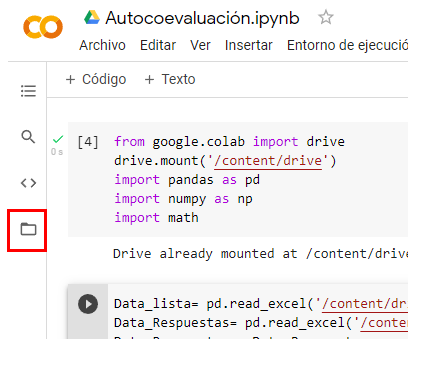 Autocoevaluación.ipynb
Archivo Editar Ver Insertar Entorno de ejecució
+ Código + Texto
[4] from google.colab import drive
0 s drive.mount('/content/drive')
import pandas as pd
import numpy as np
import math
Drive already mounted at /content/drive
Data_lista= pd.read_excel('/content/dr
Data_Respuestas= pd.read_excel('/conten